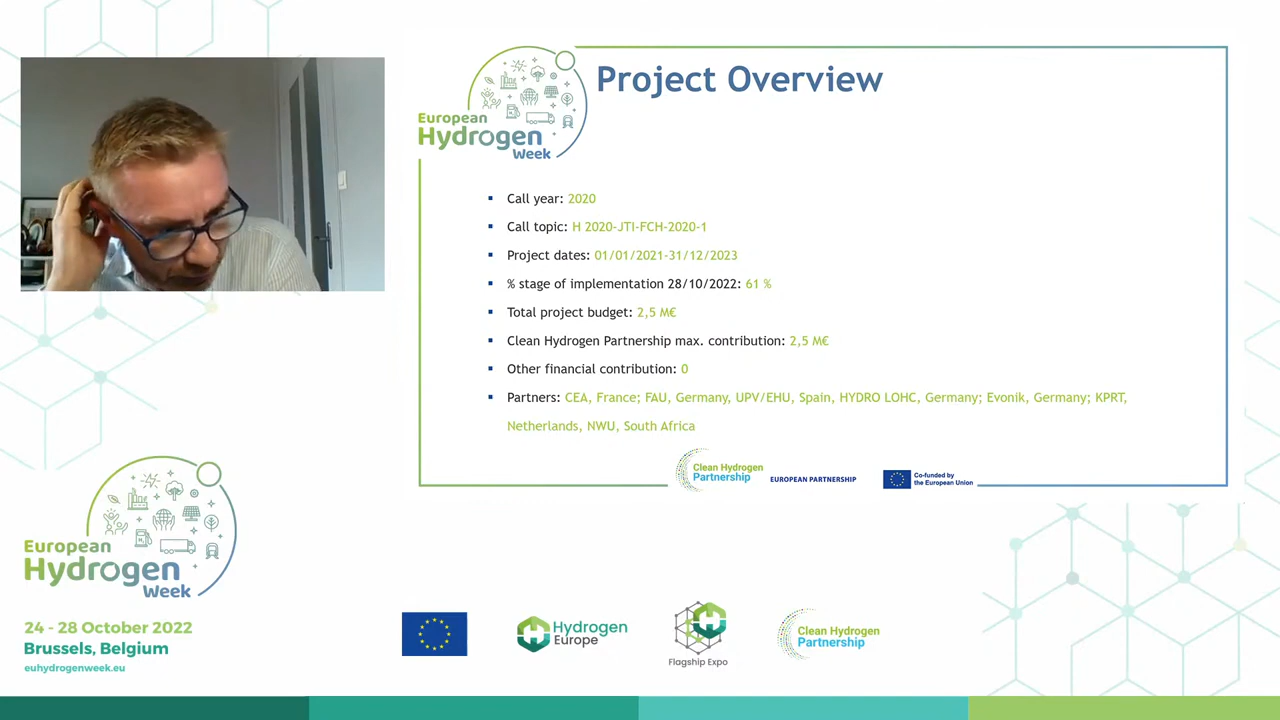 European
Hydrogen
Week
Project Overview
Call year: 2020
Call topic: H 2020-JTI-FCH-2020-1
Project dates: 01/01/2021-31/12/2023
% stage of implementation 28/10/2022: 61 %
Total project budget: 2,5 M€
Clean Hydrogen Partnership max. contribution: 2,5 M€
Other financial contribution: 0
Partners: CEA, France; FAU, Germany, UPV/EHU, Spain, HYDRO LOHC, Germany; Evonik, Germany; KPRT,
Netherlands, NWU, South Africa
Clean Hydrogen
Partnership
EUROPEAN PARTNERSHIP
Co-funded by
the European Union
European
Hydrogen
Week
24 - 28 October 2022
Brussels, Belgium
euhydrogenweek.eu
Hydrogen
Europe
Flagship Expo
Clean Hydrogen
Partnership